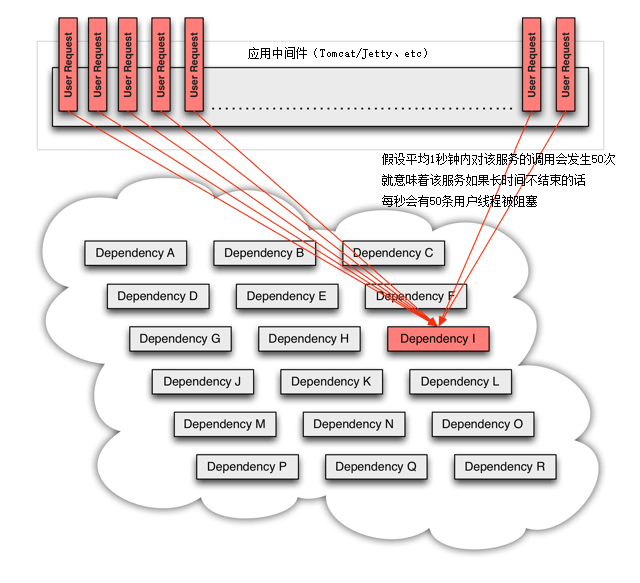 User Request
User Request
User Request
User Request
User Request
User Request
User Request
应用中间件（Tomcat/Jetty、etc）
假设平均1秒钟内对该服务的调用会发生50次
就意味着该服务如果长时间不结束的话
每秒会有50条用户线程被阻塞
Dependency A
Dependency B
Dependency C
Dependency D
Dependency E
Dependency F
Dependency G
Dependency H
Dependency I
Dependency J
Dependency K
Dependency L
Dependency M
Dependency N
Dependency O
Dependency P
Dependency Q
Dependency R